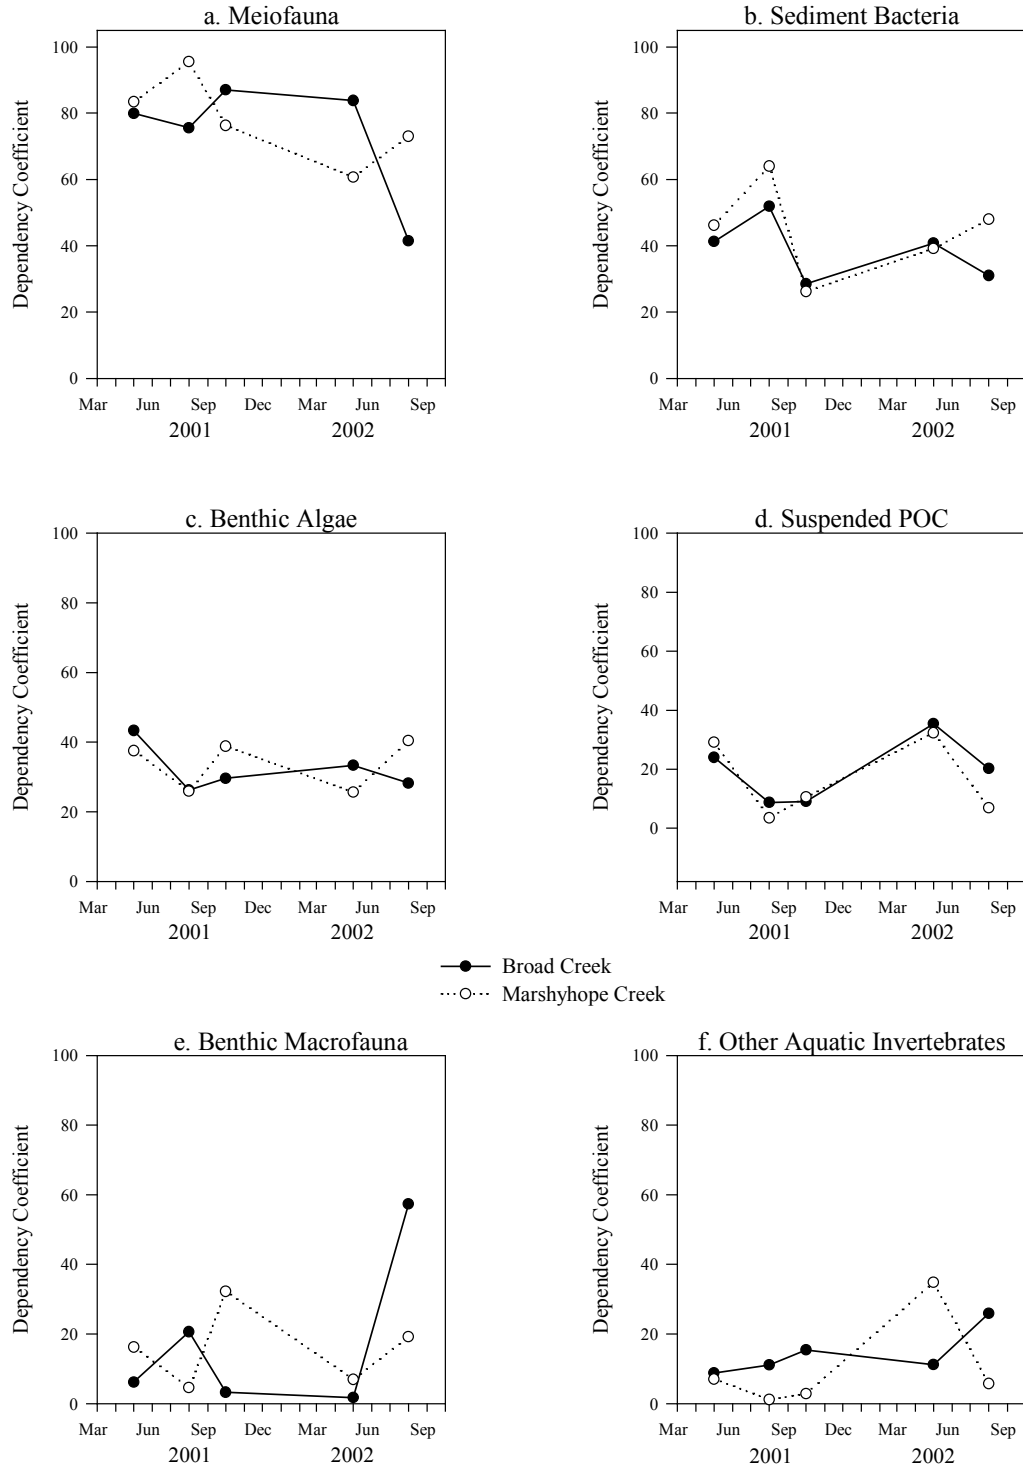 a. Meiofauna
b. Sediment Bacteria
Dependency Coefficient
100
80
60
40
20
0
Mar Jun Sep Dec Mar Jun Sep
2001 2002
Dependency Coefficient
100
80
60
40
20
0
Mar Jun Sep Dec Mar Jun Sep
2001 2002
c. Benthic Algae
d. Suspended POC
Dependency Coefficient
100
80
60
40
20
0
Mar Jun Sep Dec Mar Jun Sep
2001 2002
Dependency Coefficient
100
80
60
40
20
0
Mar Jun Sep Dec Mar Jun Sep
2001 2002
Broad Creek
Marshyhope Creek
e. Benthic Macrofauna
f. Other Aquatic Invertebrates
Dependency Coefficient
100
80
60
40
20
0
Mar Jun Sep Dec Mar Jun Sep
2001 2002
Dependency Coefficient
100
80
60
40
20
0
Mar Jun Sep Dec Mar Jun Sep
2001 2002